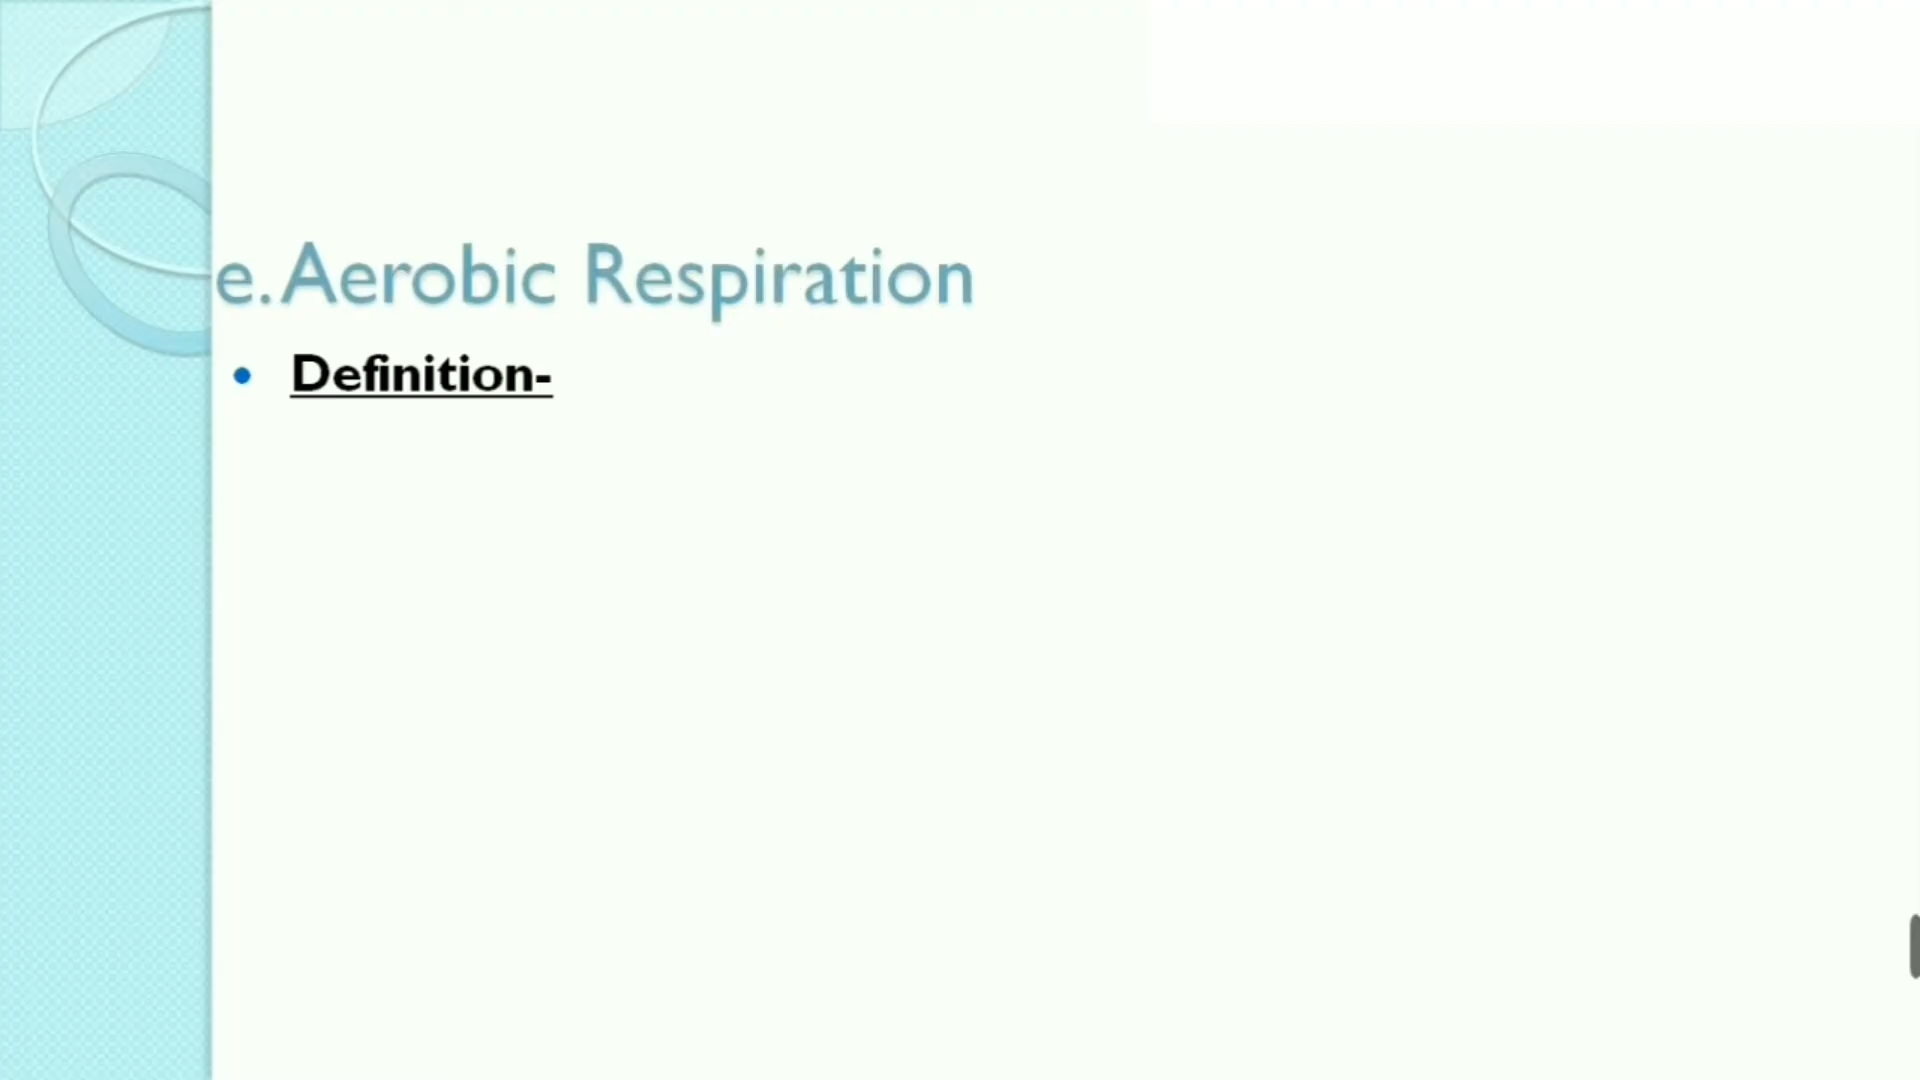 e. Aerobic Respiration
• Definition-